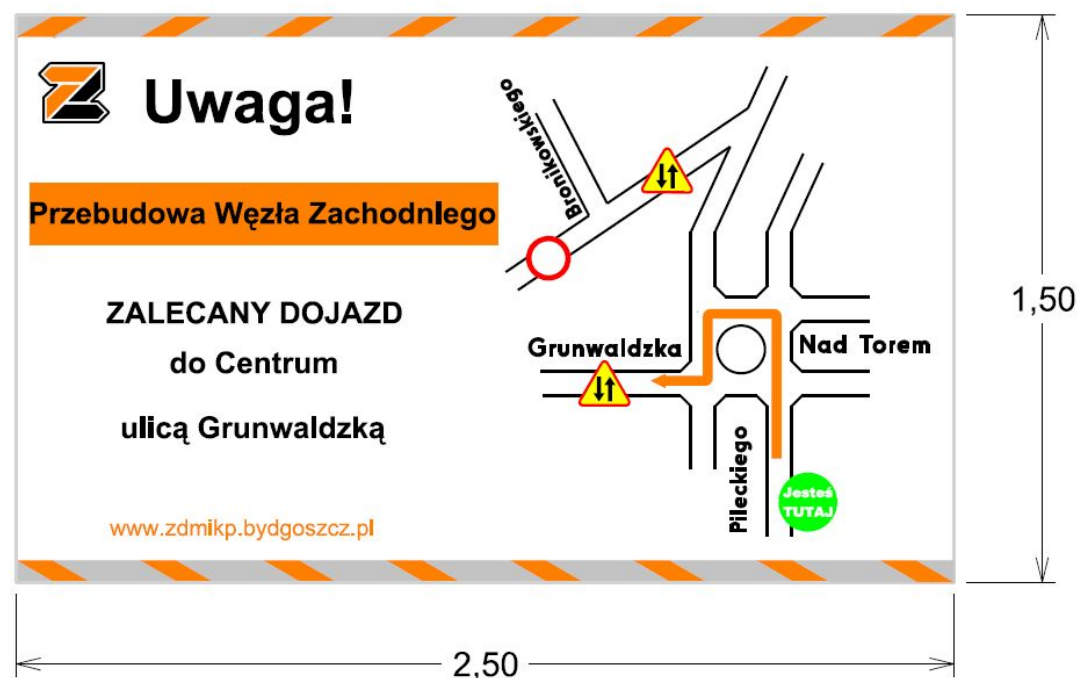 Uwaga!
Przebudowa Węzła Zachodnlego
ZALECANY DOJAZD
do Centrum
ulicą Grunwaldzką
www.zdmikp.bydgoszcz.pl
Bronikowskiego
Grunwaldzka
Nad Torem
Pileckiego
Jesteś
TUTAJ
1,50
2,50